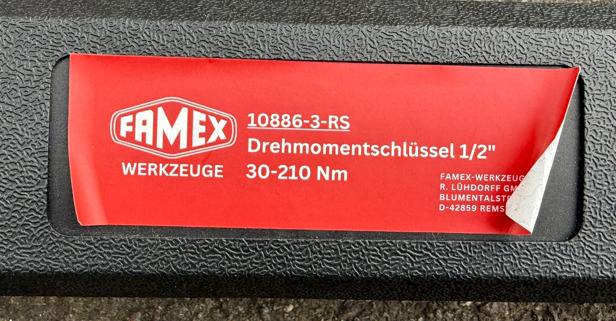 FAMEX
WERKZEUGE
10886-3-RS
Drehmomentschlüssel 1/2"
30-210 Nm
FAMEX-WERKZEUG
R. LÜHDORFF GM
BLUMENTALST
D-42859 REMS